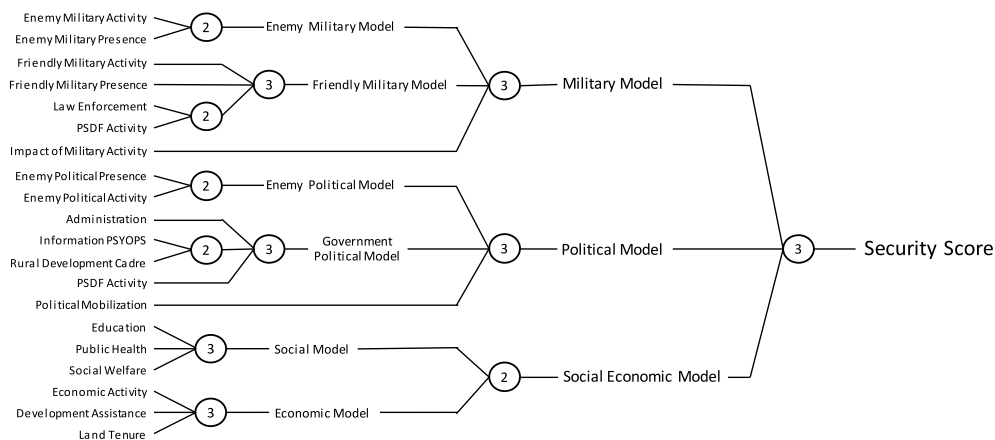 Enemy Military Activity
Enemy Military Presence
2
Enemy Military Model
Friendly Military Activity
Friendly Military Presence
Law Enforcement
PSDF Activity
2
3
Friendly Military Model
Impact of Military Activity
3
Military Model
Enemy Political Presence
Enemy Political Activity
2
Enemy Political Model
Administration
Information PSYOPS
Rural Development Cadre
2
PSDF Activity
3
Government
Political Model
Political Mobilization
3
Political Model
Education
Public Health
Social Welfare
3
Social Model
Economic Activity
Development Assistance
Land Tenure
3
Economic Model
2
Social Economic Model
3
Security Score